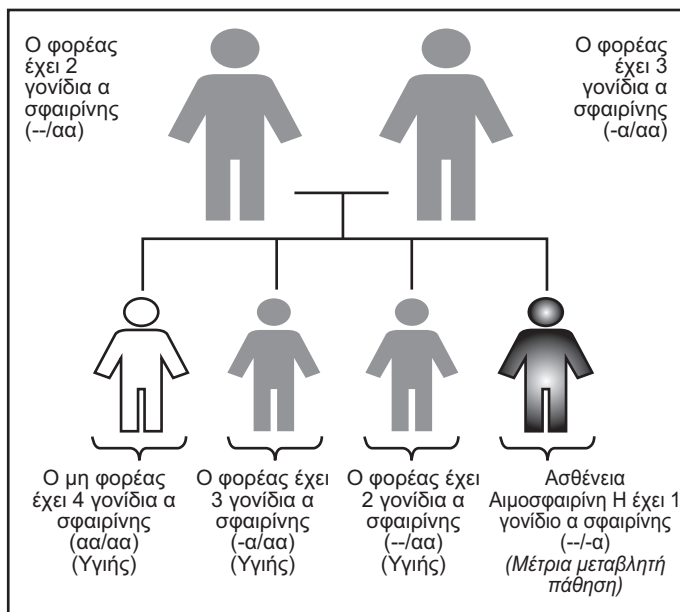 Ο φορέας
έχει 2
γονίδια α
σφαιρίνης
(--/αα)
Ο φορέας
έχει 3
γονίδια α
σφαιρίνης
(-α/αα)
Ο μη φορέας
έχει 4 γονίδια α
σφαιρίνης
(αα/αα)
(Υγιής)
Ο φορέας έχει
3 γονίδια α
σφαιρίνης
(-α/αα)
(Υγιής)
Ο φορέας έχει
2 γονίδια α
σφαιρίνης
(--/αα)
(Υγιής)
Ασθένεια
Αιμοσφαιρίνη Η έχει 1
γονίδιο α σφαιρίνης
(--/-α)
(Μέτρια μεταβλητή
πάθηση)